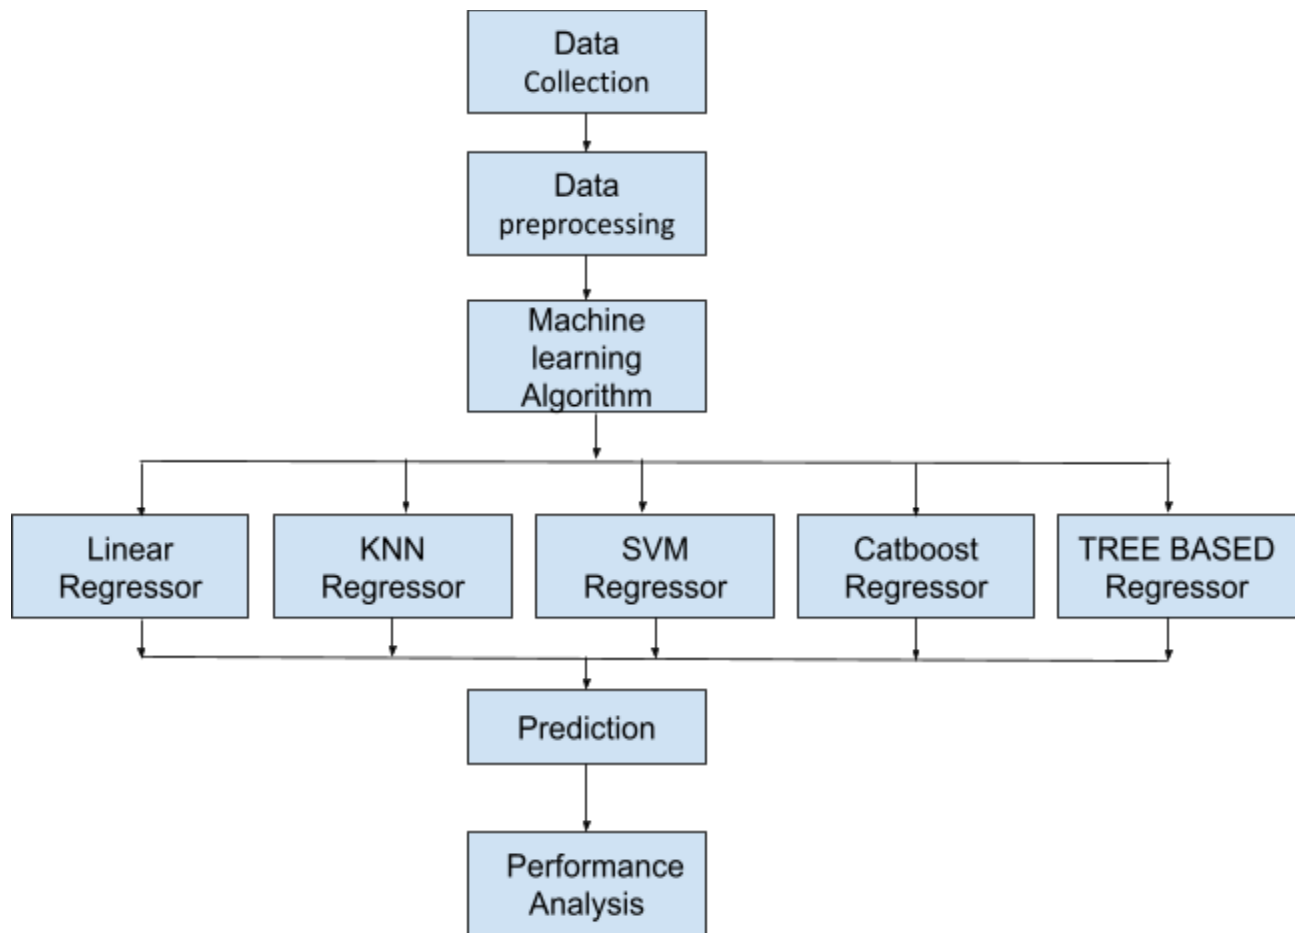 Data
Collection
Data
preprocessing
Machine
learning
Algorithm
Linear
Regressor
KNN
Regressor
SVM
Regressor
Catboost
Regressor
TREE BASED
Regressor
Prediction
Performance
Analysis